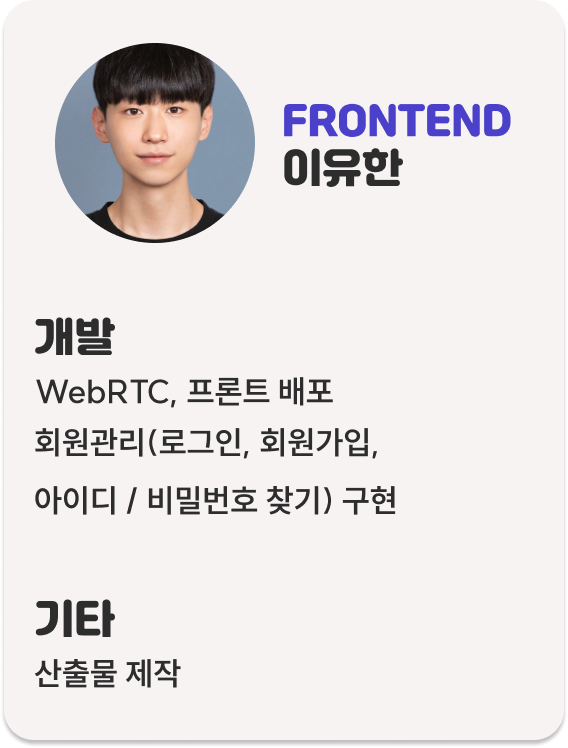 FRONTEND
이유한
개발
WebRTC, 프론트 배포
회원관리(로그인, 회원가입,
아이디 / 비밀번호 찾기) 구현
기타
산출물 제작